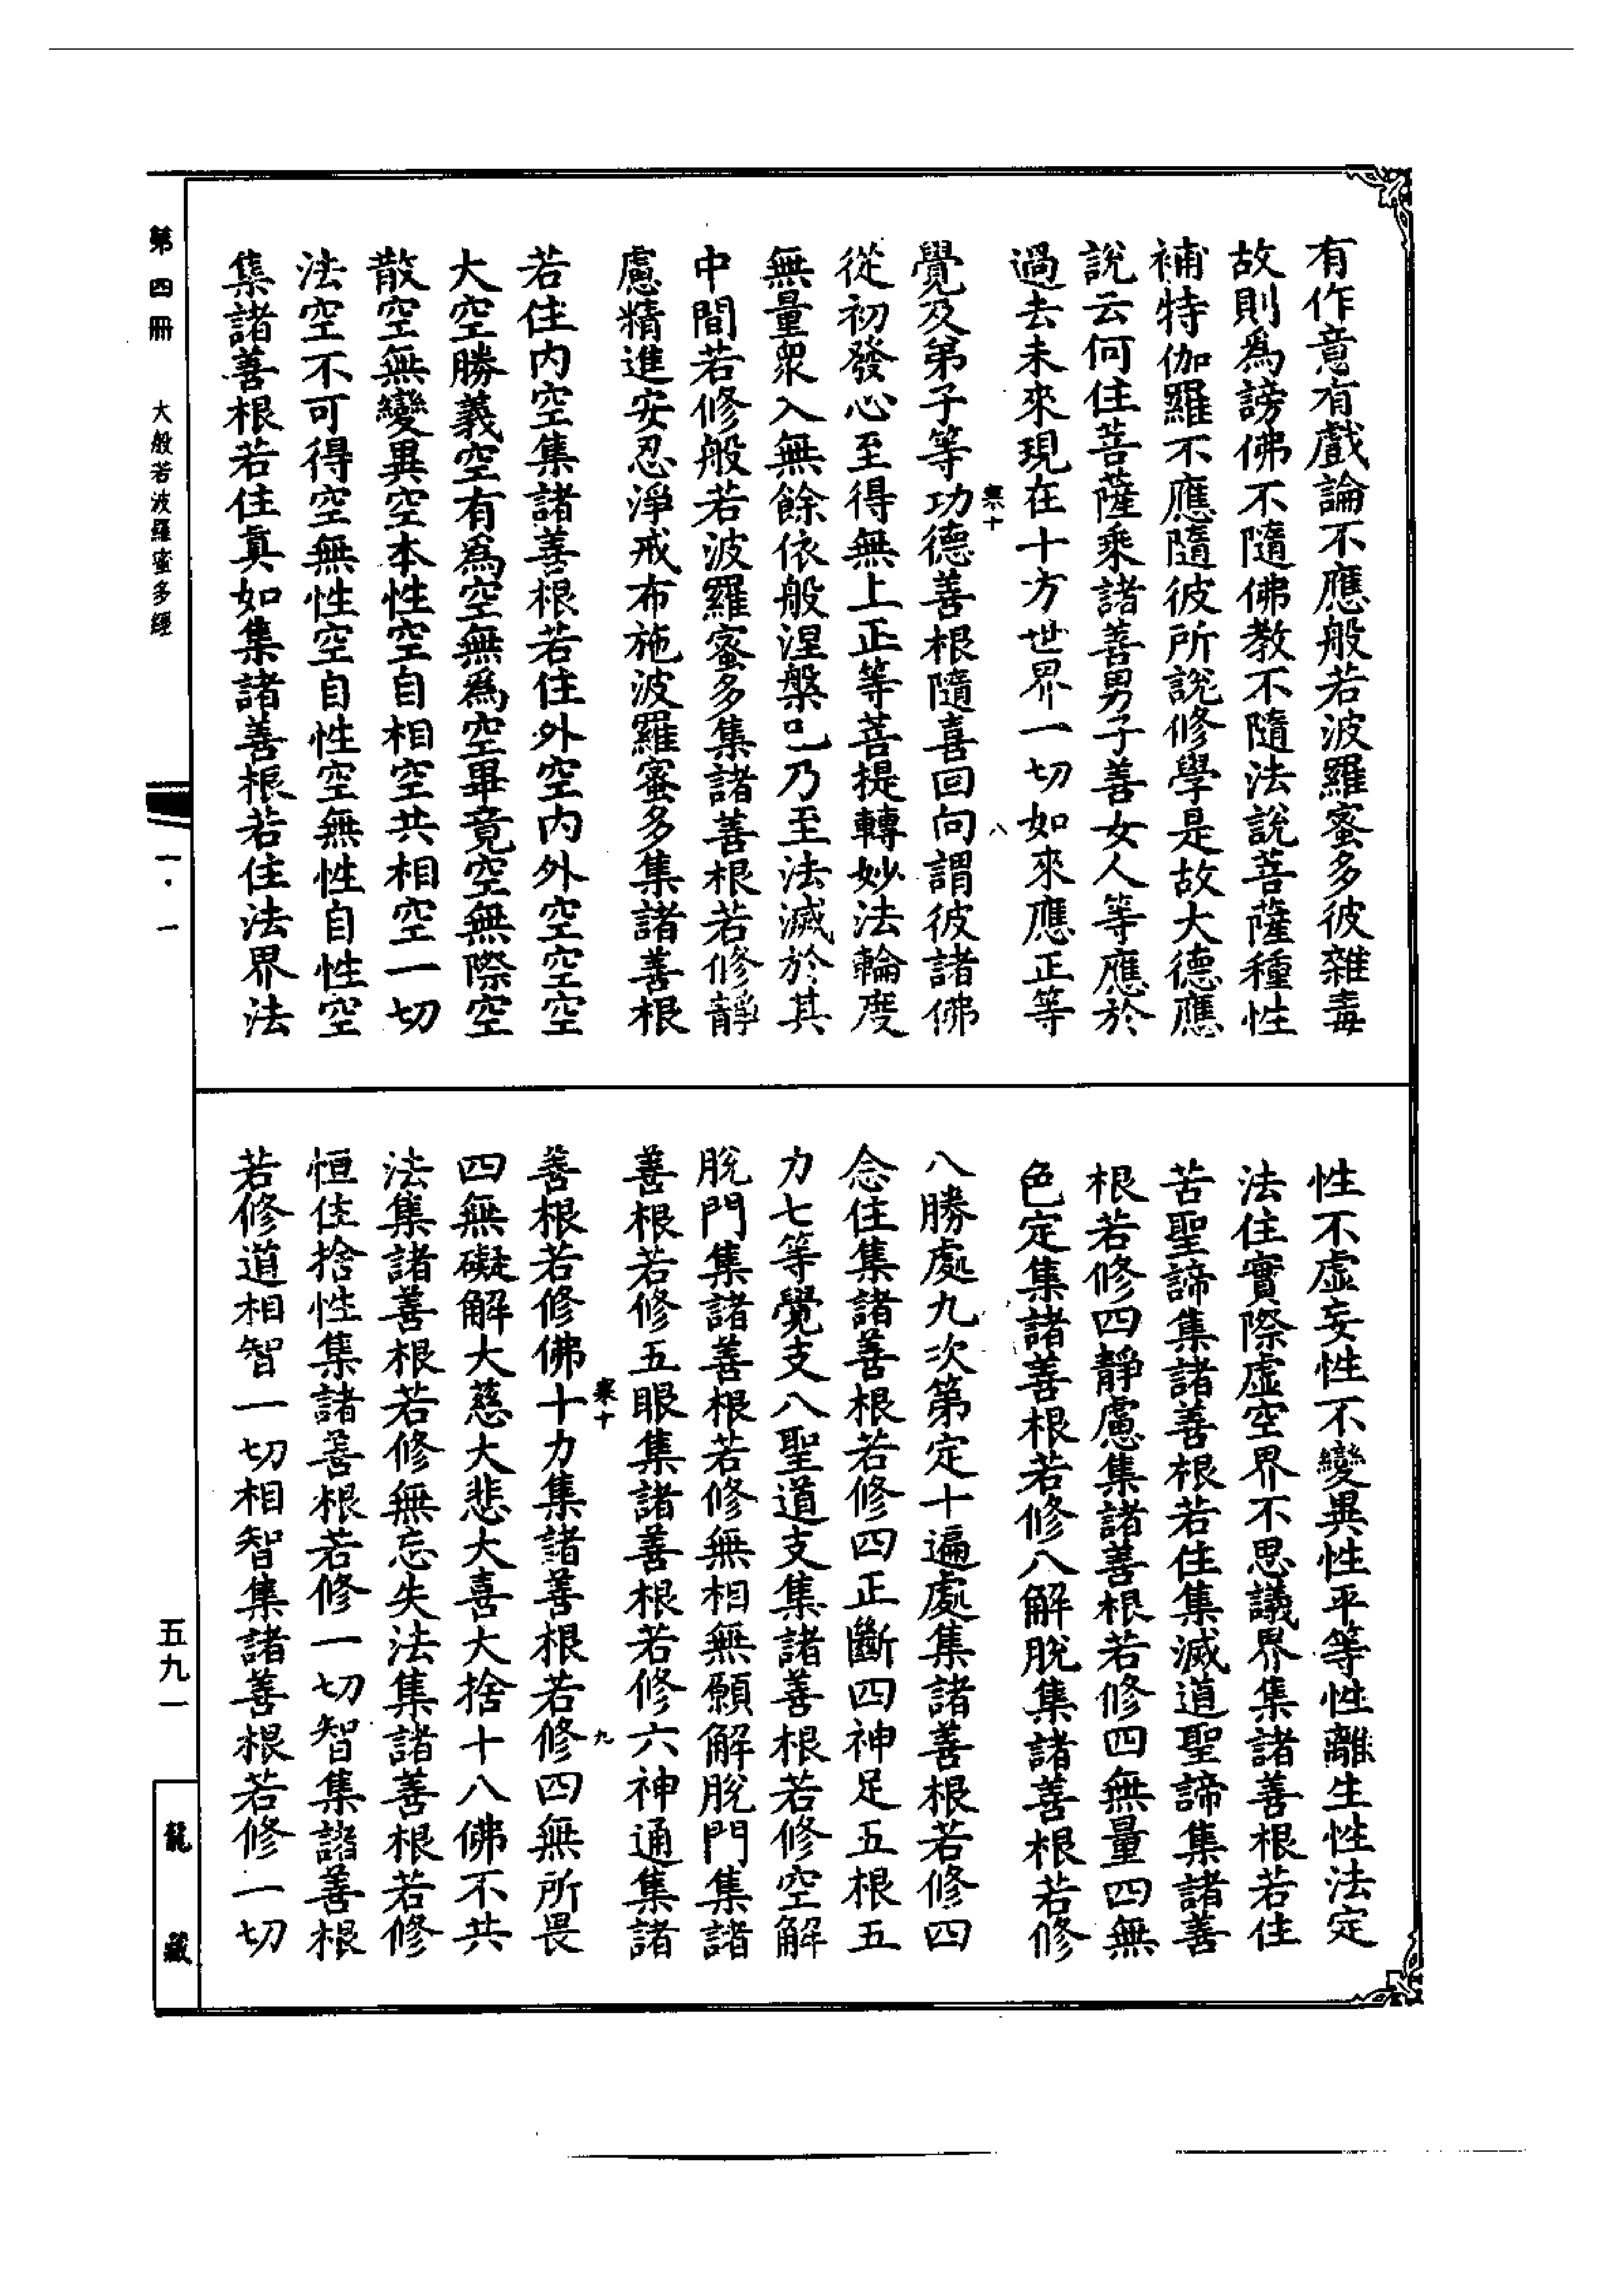 有作意有戲論不應般若波羅蜜多彼雜毒
故則為謗佛不隨佛教不隨法說菩薩種性
補特伽羅不應隨彼所說修學是故大德應
說云何住菩薩乘諸善男子善女人等應於
過去未來現在十方世界一切如來應正等
八
覺及弟子等功德善根隨喜回向謂彼諸佛
從初發心至得無上正等菩提轉妙法輪度
無量眾入無餘依般涅槃已乃至法滅於其
中間若修般若波羅蜜多集諸善根若修靜
慮精進安忍淨戒布施波羅蜜多集諸善根
若住內空集諸善根若住外空內外空空空
大空勝義空有為空無為空畢竟空無際空
散空無變異空本性空自相空共相空一切
法空不可得空無性空自性空無性自性空
集諸善根若住真如集諸善根若住法界法
性不虛妄性不變異性平等性離生性法定
法住實際虛空界不思議界集諸善根若住
苦聖諦集諸善根若住集滅道聖諦集諸善
根若修四靜慮集諸善根若修四無量四無
色定集諸善根若修八解脫集諸善根若修
八勝處九次第定十遍處集諸善根若修四
念住集諸善根若修四正斷四神足五根五
力七等覺支八聖道支集諸善根若修空解
脫門集諸善根若修無相無願解脫門集諸
善根若修五眼集諸善根若修六神通集諸
九
善根若修佛十力集諸善根若修四無所畏
四無礙解大慈大悲大喜大捨十八佛不共
法集諸善根若修無忘失法集諸善根若修
恒住捨性集諸善根若修一切智集諸善根
若修道相智一切相智集諸善根若修一切
第四冊 大般若波羅蜜多經 一·一 五九一 龍藏